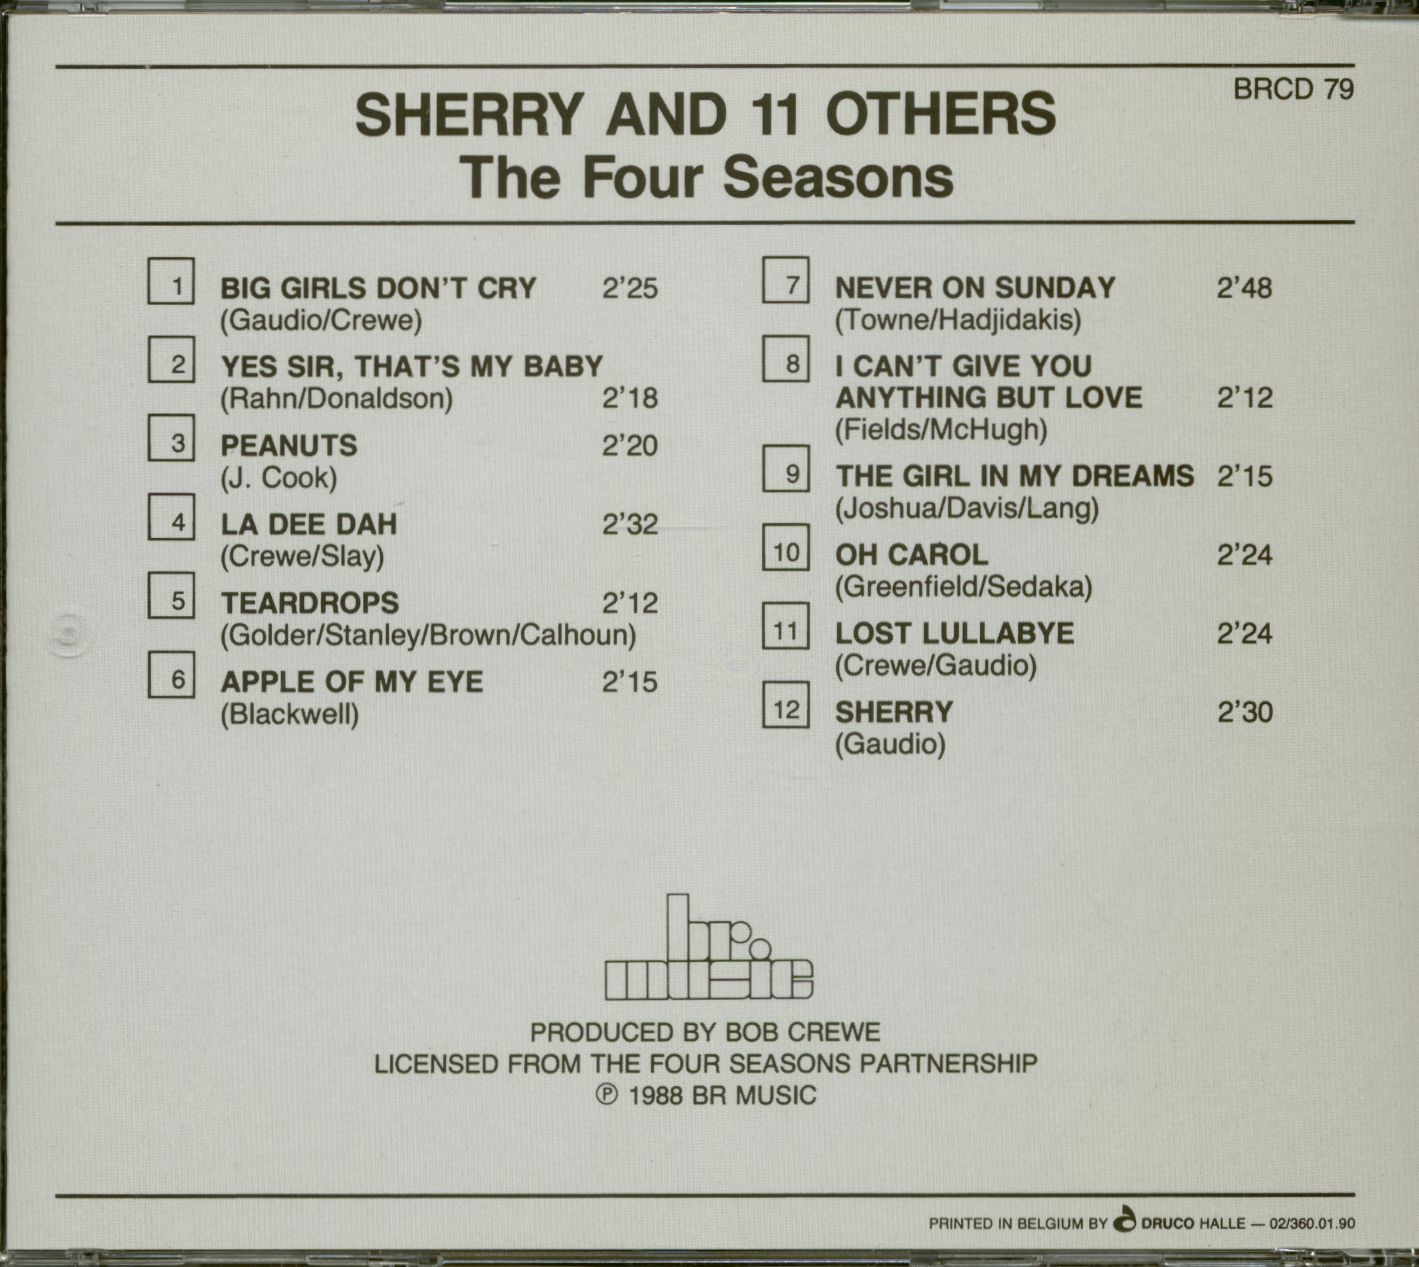 BRCD 79
SHERRY AND 11 OTHERS
The Four Seasons
1 BIG GIRLS DON'T CRY 2'25
(Gaudio/Crewe)
2 YES SIR, THAT'S MY BABY
(Rahn/Donaldson) 2'18
3 PEANUTS 2'20
(J. Cook)
4 LA DEE DAH 2'32
(Crewe/Slay)
5 TEARDROPS 2'12
(Golder/Stanley/Brown/Calhoun)
6 APPLE OF MY EYE 2'15
(Blackwell)
7 NEVER ON SUNDAY 2'48
(Towne/Hadjidakis)
8 I CAN'T GIVE YOU
ANYTHING BUT LOVE 2'12
(Fields/McHugh)
9 THE GIRL IN MY DREAMS 2'15
(Joshua/Davis/Lang)
10 OH CAROL 2'24
(Greenfield/Sedaka)
11 LOST LULLABYE 2'24
(Crewe/Gaudio)
12 SHERRY 2'30
(Gaudio)
br.
music
PRODUCED BY BOB CREWE
LICENSED FROM THE FOUR SEASONS PARTNERSHIP
℗ 1988 BR MUSIC
PRINTED IN BELGIUM BY DRUCO HALLE — 02/360.01.90